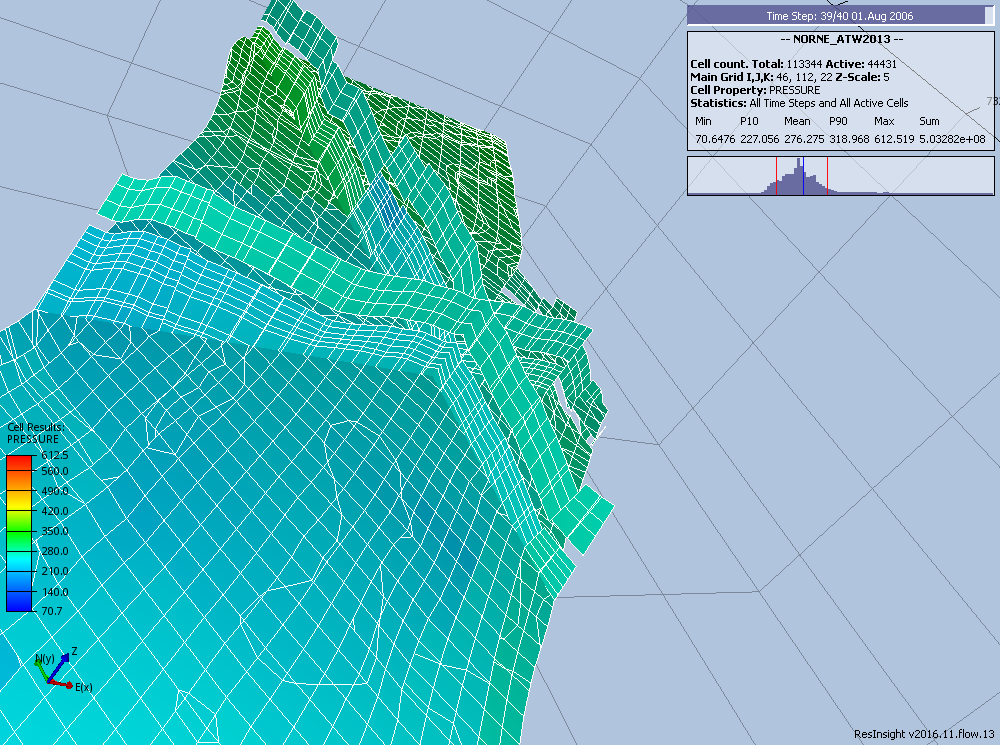 Time Step: 39/40 01.Aug 2006
-- NORNE_ATW2013 --
Cell count. Total: 113344 Active: 44431
Main Grid I,J,K: 46, 112, 22 Z-Scale: 5
Cell Property: PRESSURE
Statistics: All Time Steps and All Active Cells
Min P10 Mean P90 Max Sum
70.6476 227.056 276.275 318.968 612.519 5.03282e+08
Cell Results:
PRESSURE
612.5
560.0
490.0
420.0
350.0
280.0
210.0
140.0
70.7
N(y)
Z
E(x)
ResInsight v2016.11.flow.13